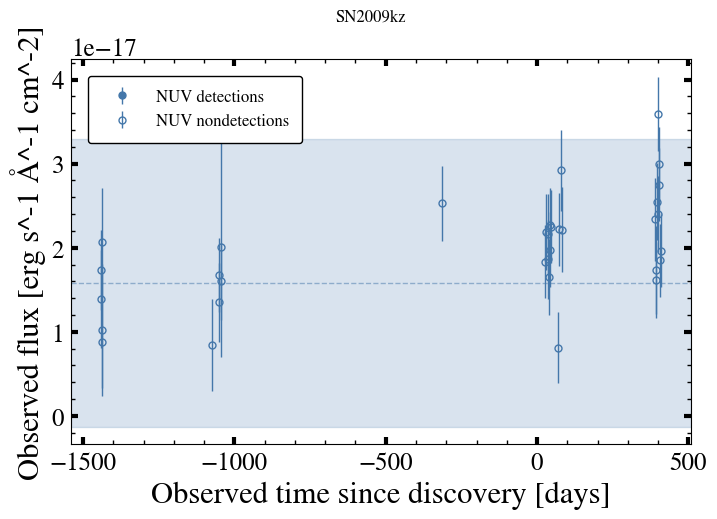 SN2009kz
1e−17
NUV detections
NUV nondetections
4
3
2
1
0
Observed flux [erg s^-1 Å^-1 cm^-2]
−1500
−1000
−500
0
500
Observed time since discovery [days]